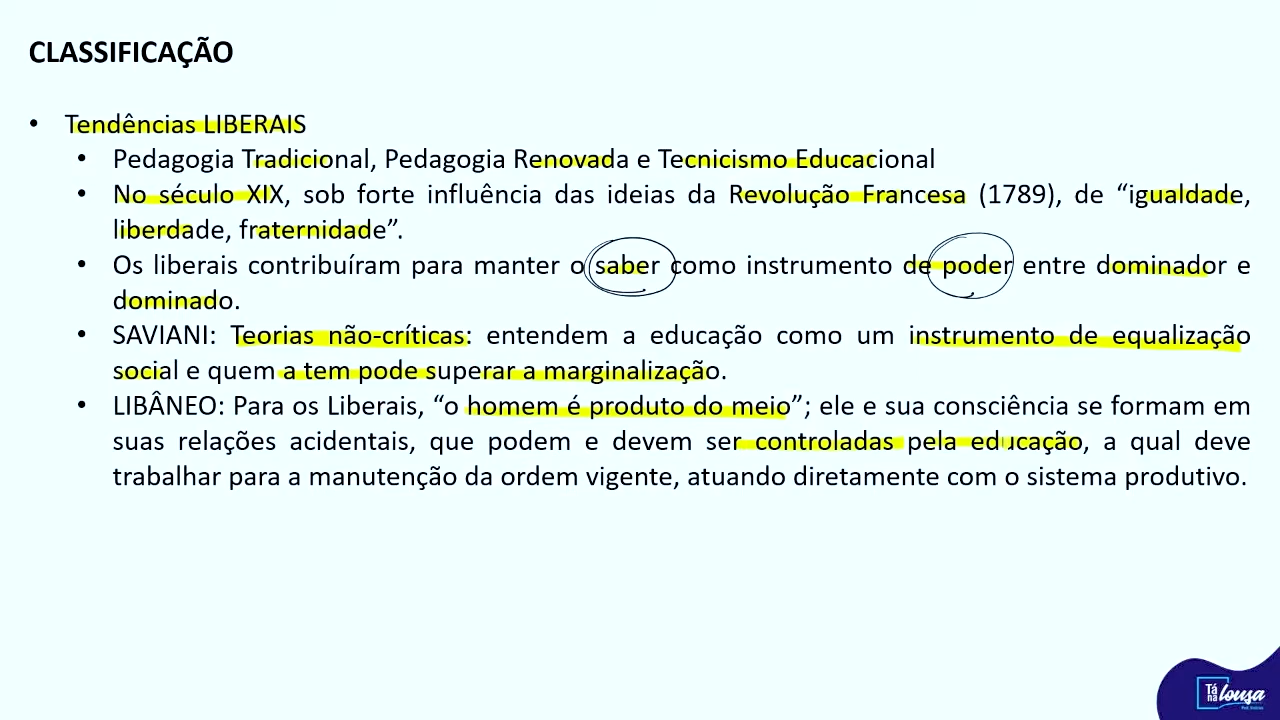 CLASSIFICAÇÃO
• Tendências LIBERAIS
• Pedagogia Tradicional, Pedagogia Renovada e Tecnicismo Educacional
• No século XIX, sob forte influência das ideias da Revolução Francesa (1789), de “igualdade,
liberdade, fraternidade”.
• Os liberais contribuíram para manter o saber como instrumento de poder entre dominador e
dominado.
• SAVIANI: Teorias não-críticas: entendem a educação como um instrumento de equalização
social e quem a tem pode superar a marginalização.
• LIBÂNEO: Para os Liberais, “o homem é produto do meio”; ele e sua consciência se formam em
suas relações acidentais, que podem e devem ser controladas pela educação, a qual deve
trabalhar para a manutenção da ordem vigente, atuando diretamente com o sistema produtivo.
Tá
na lousa